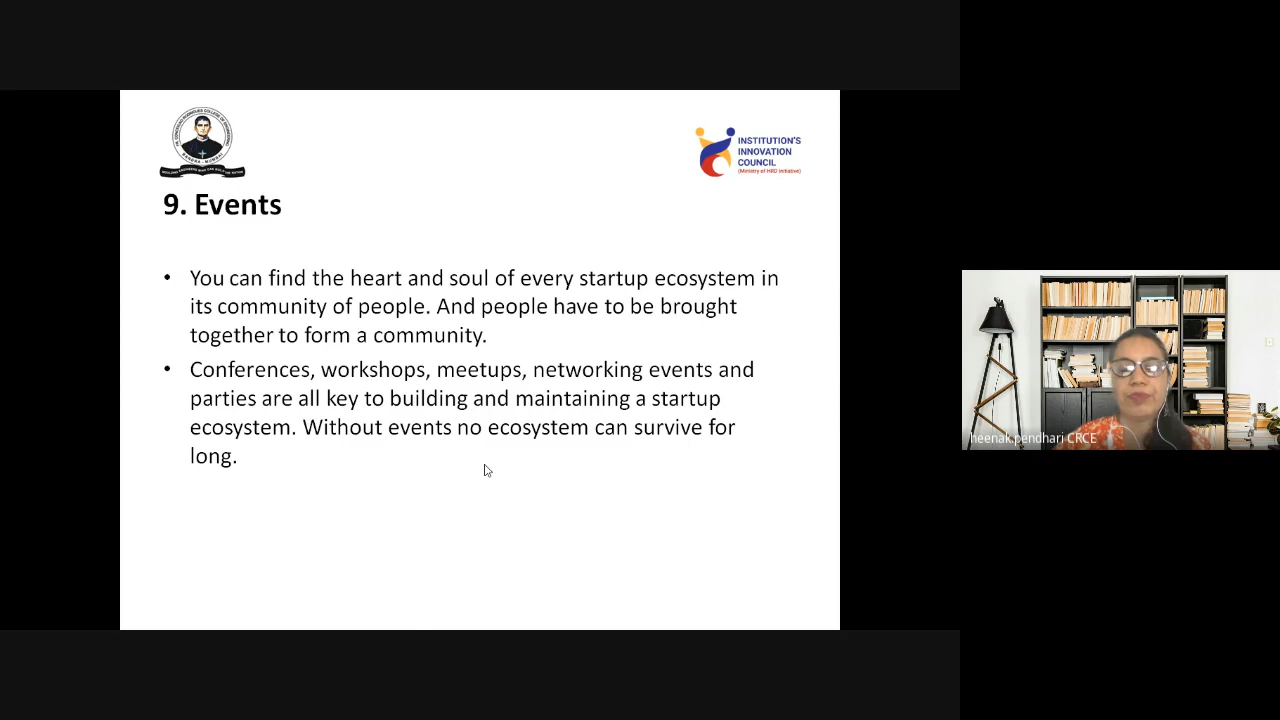 INSTITUTION'S
INNOVATION
COUNCIL
(Ministry of HRD Initiative)
9. Events
• You can find the heart and soul of every startup ecosystem in
its community of people. And people have to be brought
together to form a community.
• Conferences, workshops, meetups, networking events and
parties are all key to building and maintaining a startup
ecosystem. Without events no ecosystem can survive for
long.
heenak.pendhari CRCE